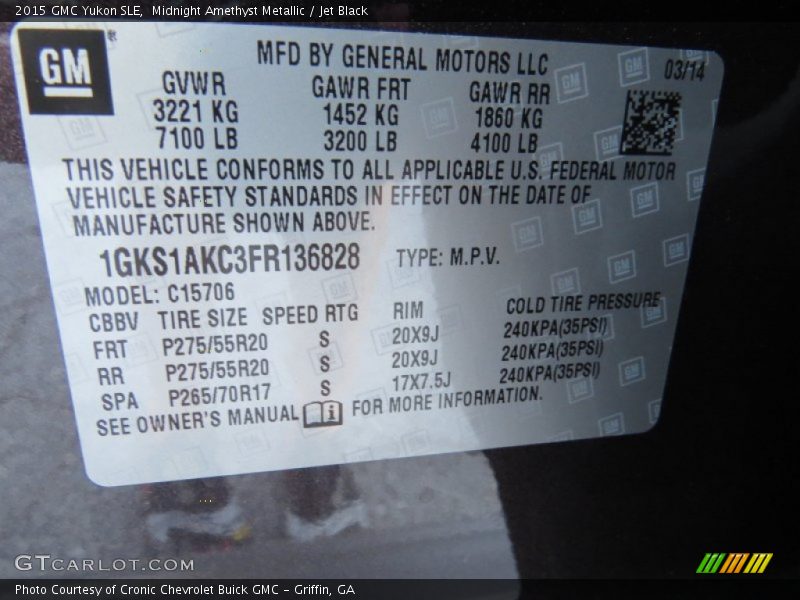 2015 GMC Yukon SLE, Midnight Amethyst Metallic / Jet Black
GM
MFD BY GENERAL MOTORS LLC
03/14
GVWR GAWR FRT GAWR RR
3221 KG 1452 KG 1860 KG
7100 LB 3200 LB 4100 LB
THIS VEHICLE CONFORMS TO ALL APPLICABLE U.S. FEDERAL MOTOR
VEHICLE SAFETY STANDARDS IN EFFECT ON THE DATE OF
MANUFACTURE SHOWN ABOVE.
1GKS1AKC3FR136828 TYPE: M.P.V.
MODEL: C15706
CBBV TIRE SIZE SPEED RTG RIM COLD TIRE PRESSURE
FRT P275/55R20 S 20X9J 240KPA(35PSI)
RR P275/55R20 S 20X9J 240KPA(35PSI)
SPA P265/70R17 S 17X7.5J 240KPA(35PSI)
SEE OWNER'S MANUAL FOR MORE INFORMATION.
GTCARLOT.COM
Photo Courtesy of Cronic Chevrolet Buick GMC - Griffin, GA